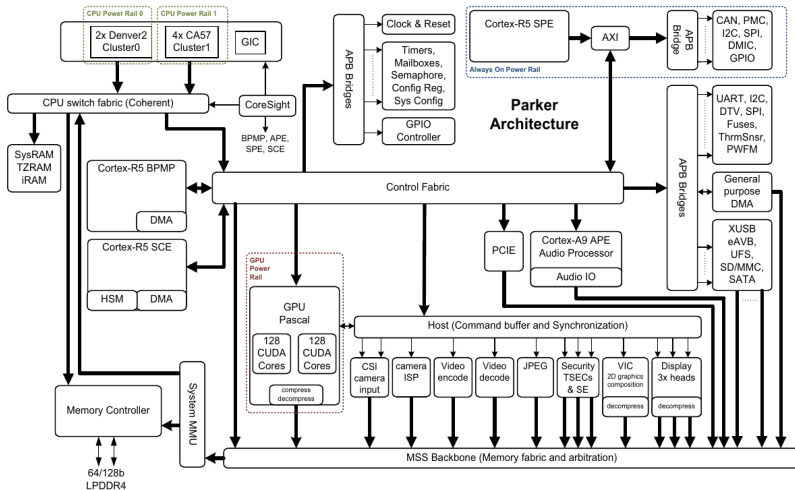 CPU Power Rail 0
CPU Power Rail 1
2x Denver2
Cluster0
4x CA57
Cluster1
GIC
CPU switch fabric (Coherent)
CoreSight
BPMP, APE,
SPE, SCE
SysRAM
TZRAM
iRAM
APB Bridges
Clock & Reset
Timers,
Mailboxes,
Semaphore,
Config Reg,
Sys Config
GPIO
Controller
Cortex-R5 SPE
AXI
APB
Bridge
CAN, PMC,
I2C, SPI,
DMIC,
GPIO
Always On Power Rail
Parker
Architecture
APB Bridges
UART, I2C,
DTV, SPI,
Fuses,
ThrmSnsr,
PWFM
General
purpose
DMA
XUSB
eAVB,
UFS,
SD/MMC,
SATA
Cortex-R5 BPMP
DMA
Control Fabric
Cortex-R5 SCE
HSM
DMA
PCIE
Cortex-A9 APE
Audio Processor
Audio IO
GPU
Power
Rail
GPU
Pascal
128
CUDA
Cores
128
CUDA
Cores
compress
decompress
Host (Command buffer and Synchronization)
CSI
camera
input
camera
ISP
Video
encode
Video
decode
JPEG
Security
TSECs
& SE
VIC
2D graphics
composition
decompress
Display
3x heads
decompress
Memory Controller
System MMU
64/128b
LPDDR4
MSS Backbone (Memory fabric and arbitration)